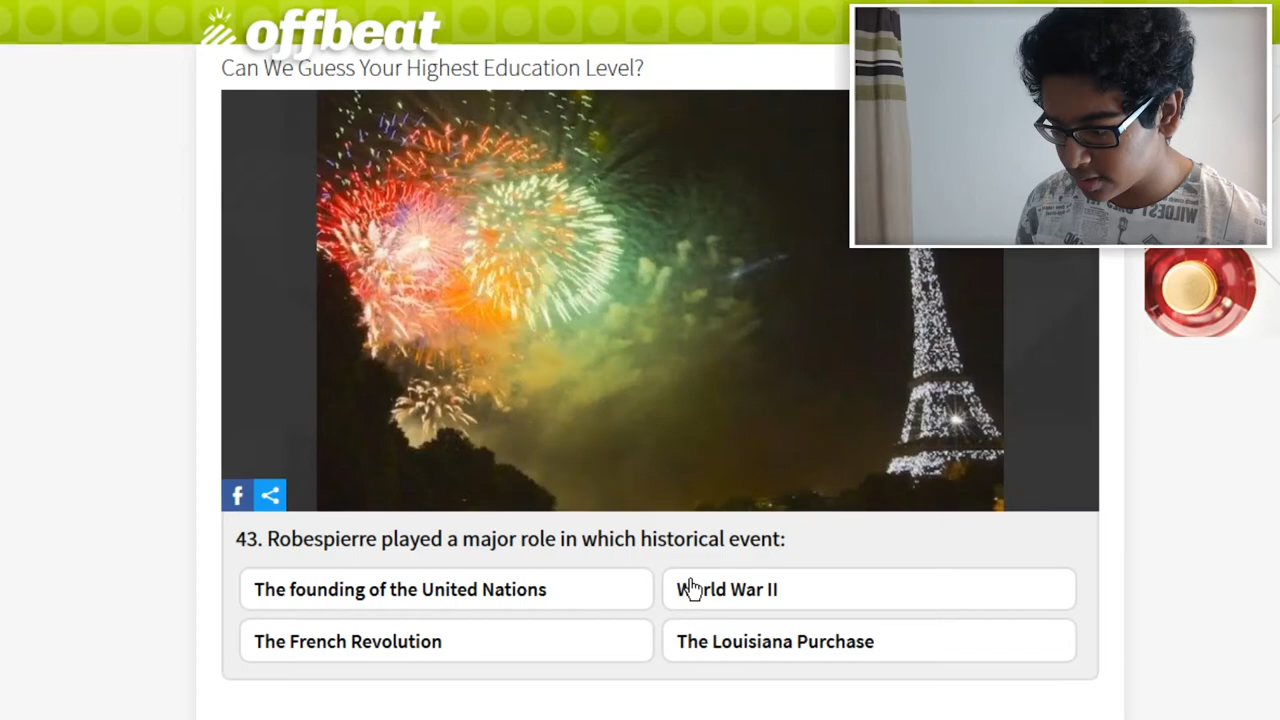 offbeat
Can We Guess Your Highest Education Level?
WILDEST
43. Robespierre played a major role in which historical event:
The founding of the United Nations
World War II
The French Revolution
The Louisiana Purchase